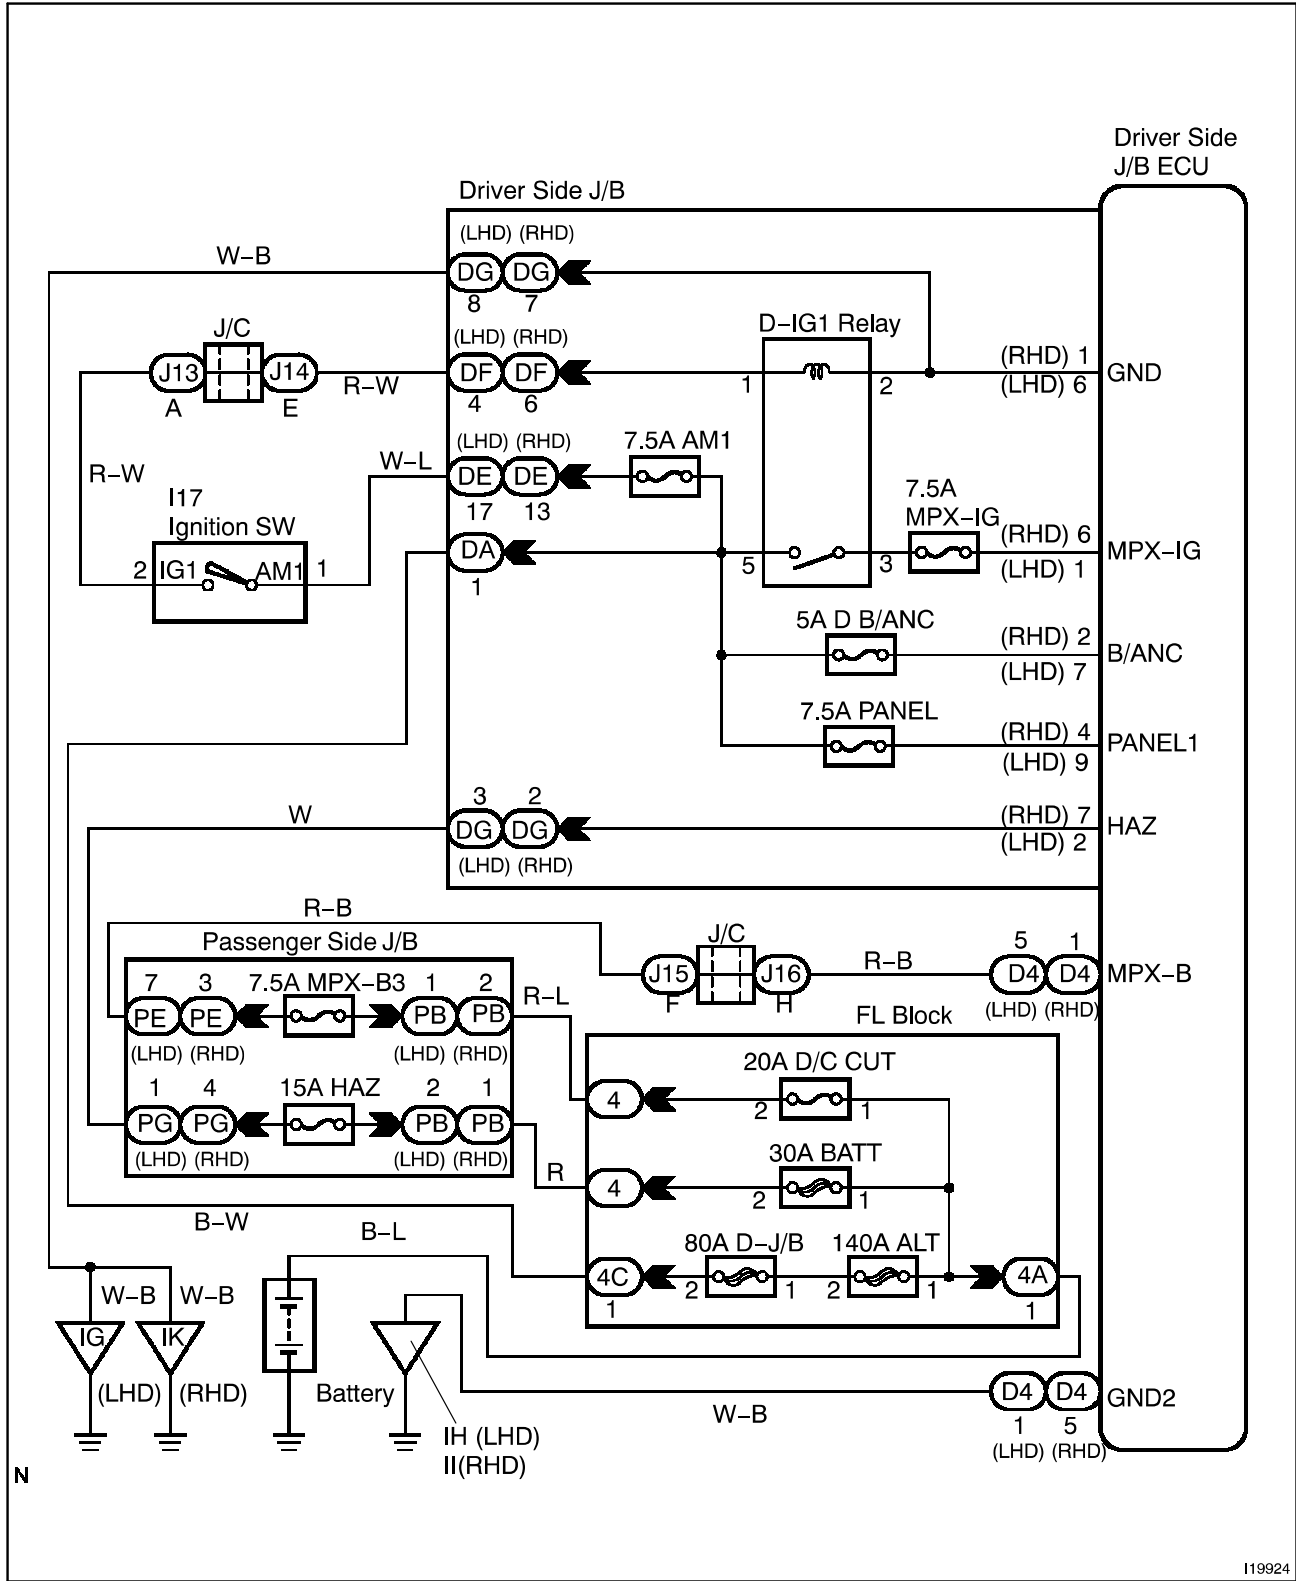 Driver Side
J/B ECU
Driver Side J/B
(LHD) (RHD)
W-B
DG DG
8 7
J/C
(LHD) (RHD)
D-IG1 Relay
J13 J14
R-W
DF DF
1 2
(RHD) 1
(LHD) 6
GND
A E
4 6
R-W
(LHD) (RHD)
7.5A AM1
W-L
DE DE
17 13
I17
Ignition SW
7.5A
MPX-IG
2 IG1 AM1 1
DA
1
5 3
(RHD) 6
(LHD) 1
MPX-IG
5A D B/ANC
(RHD) 2
(LHD) 7
B/ANC
7.5A PANEL
(RHD) 4
(LHD) 9
PANEL1
3 2
W
DG DG
(LHD) (RHD)
(RHD) 7
(LHD) 2
HAZ
R-B
Passenger Side J/B
J/C
7 3 7.5A MPX-B3 1 2
PE PE PB PB
(LHD) (RHD) (LHD) (RHD)
R-L
J15 J16
F H
R-B
5 1
D4 D4
(LHD) (RHD)
MPX-B
FL Block
1 4 15A HAZ 2 1
PG PG PB PB
(LHD) (RHD) (LHD) (RHD)
20A D/C CUT
4 2 1
R
30A BATT
4 2 1
B-W
B-L
80A D-J/B 140A ALT
4C 2 1 2 1 4A
1 1
W-B W-B
IG IK
(LHD) (RHD)
Battery
IH (LHD)
II(RHD)
W-B
D4 D4
1 5
(LHD) (RHD)
GND2
N
I19924